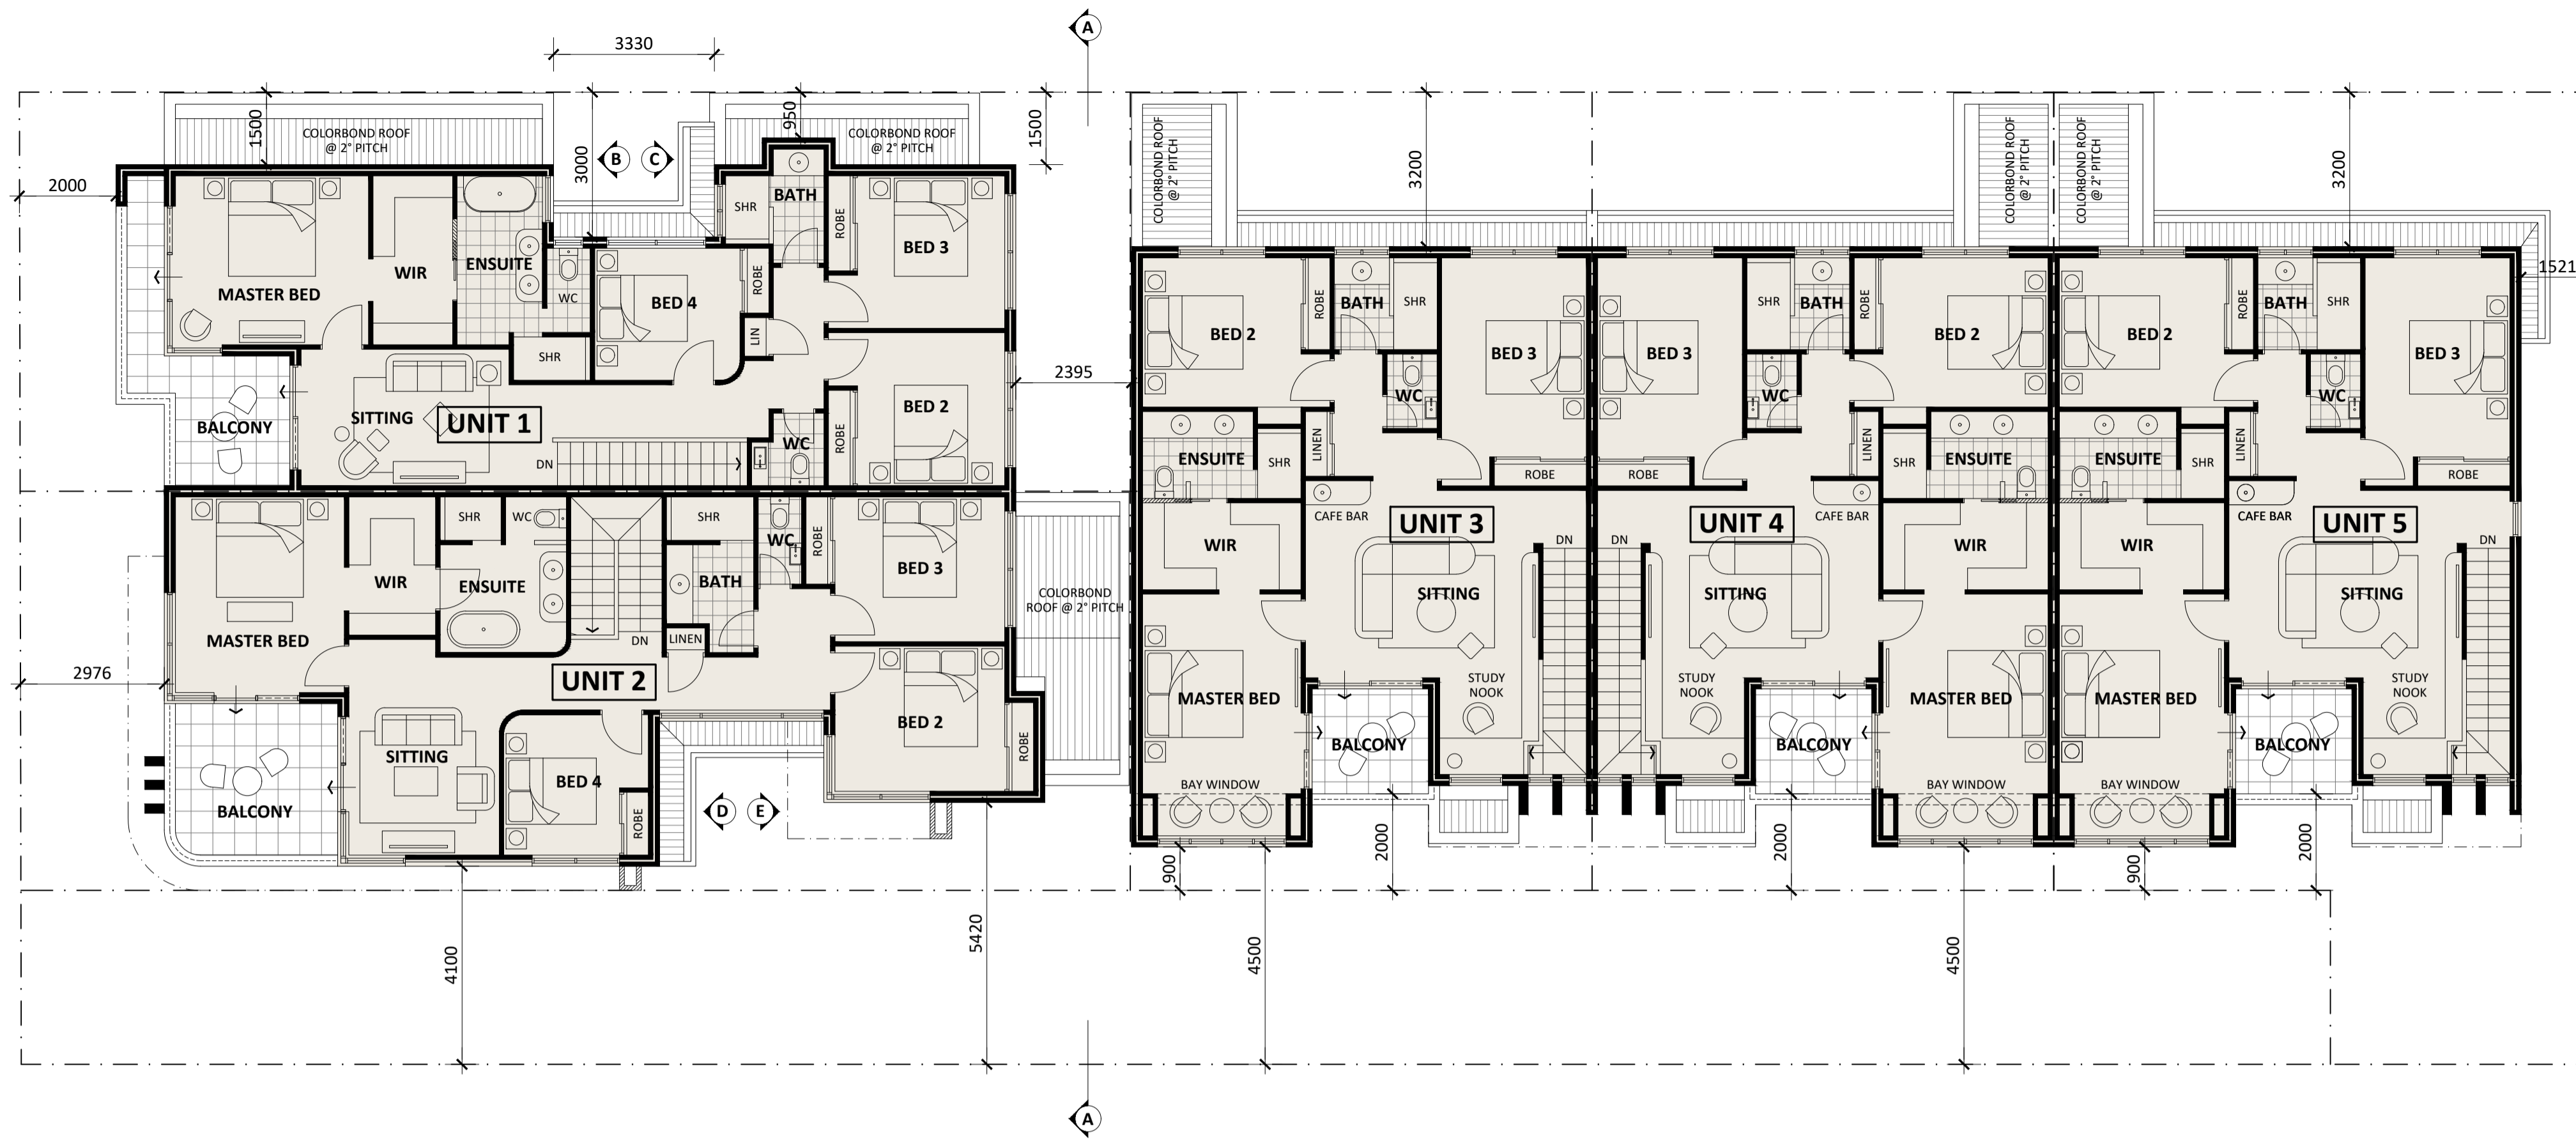 A
3330
1500
COLORBOND ROOF
@ 2° PITCH
3000
B
C
950
COLORBOND ROOF
@ 2° PITCH
1500
2000
MASTER BED
WIR
ENSUITE
WC
SHR
BED 4
ROBE
LIN
SHR
BATH
ROBE
BED 3
BALCONY
SITTING
UNIT 1
DN
WC
ROBE
BED 2
2395
2976
MASTER BED
WIR
SHR
WC
ENSUITE
DN
SHR
BATH
LINEN
WC
ROBE
BED 3
COLORBOND
ROOF @ 2° PITCH
UNIT 2
BALCONY
SITTING
BED 4
ROBE
D
E
BED 2
ROBE
4100
5420
A
COLORBOND ROOF
@ 2° PITCH
3200
BED 2
ROBE
BATH
SHR
BED 3
WC
ENSUITE
SHR
LINEN
ROBE
CAFE BAR
UNIT 3
WIR
DN
SITTING
STUDY
NOOK
MASTER BED
BALCONY
BAY WINDOW
900
2000
4500
COLORBOND ROOF
@ 2° PITCH
BED 3
SHR
BATH
ROBE
BED 2
WC
ROBE
LINEN
SHR
ENSUITE
UNIT 4
CAFE BAR
DN
WIR
SITTING
STUDY
NOOK
MASTER BED
BALCONY
BAY WINDOW
2000
4500
COLORBOND ROOF
@ 2° PITCH
3200
1521
BED 2
ROBE
BATH
SHR
BED 3
WC
ENSUITE
SHR
LINEN
ROBE
CAFE BAR
UNIT 5
WIR
DN
SITTING
STUDY
NOOK
MASTER BED
BALCONY
BAY WINDOW
900
2000